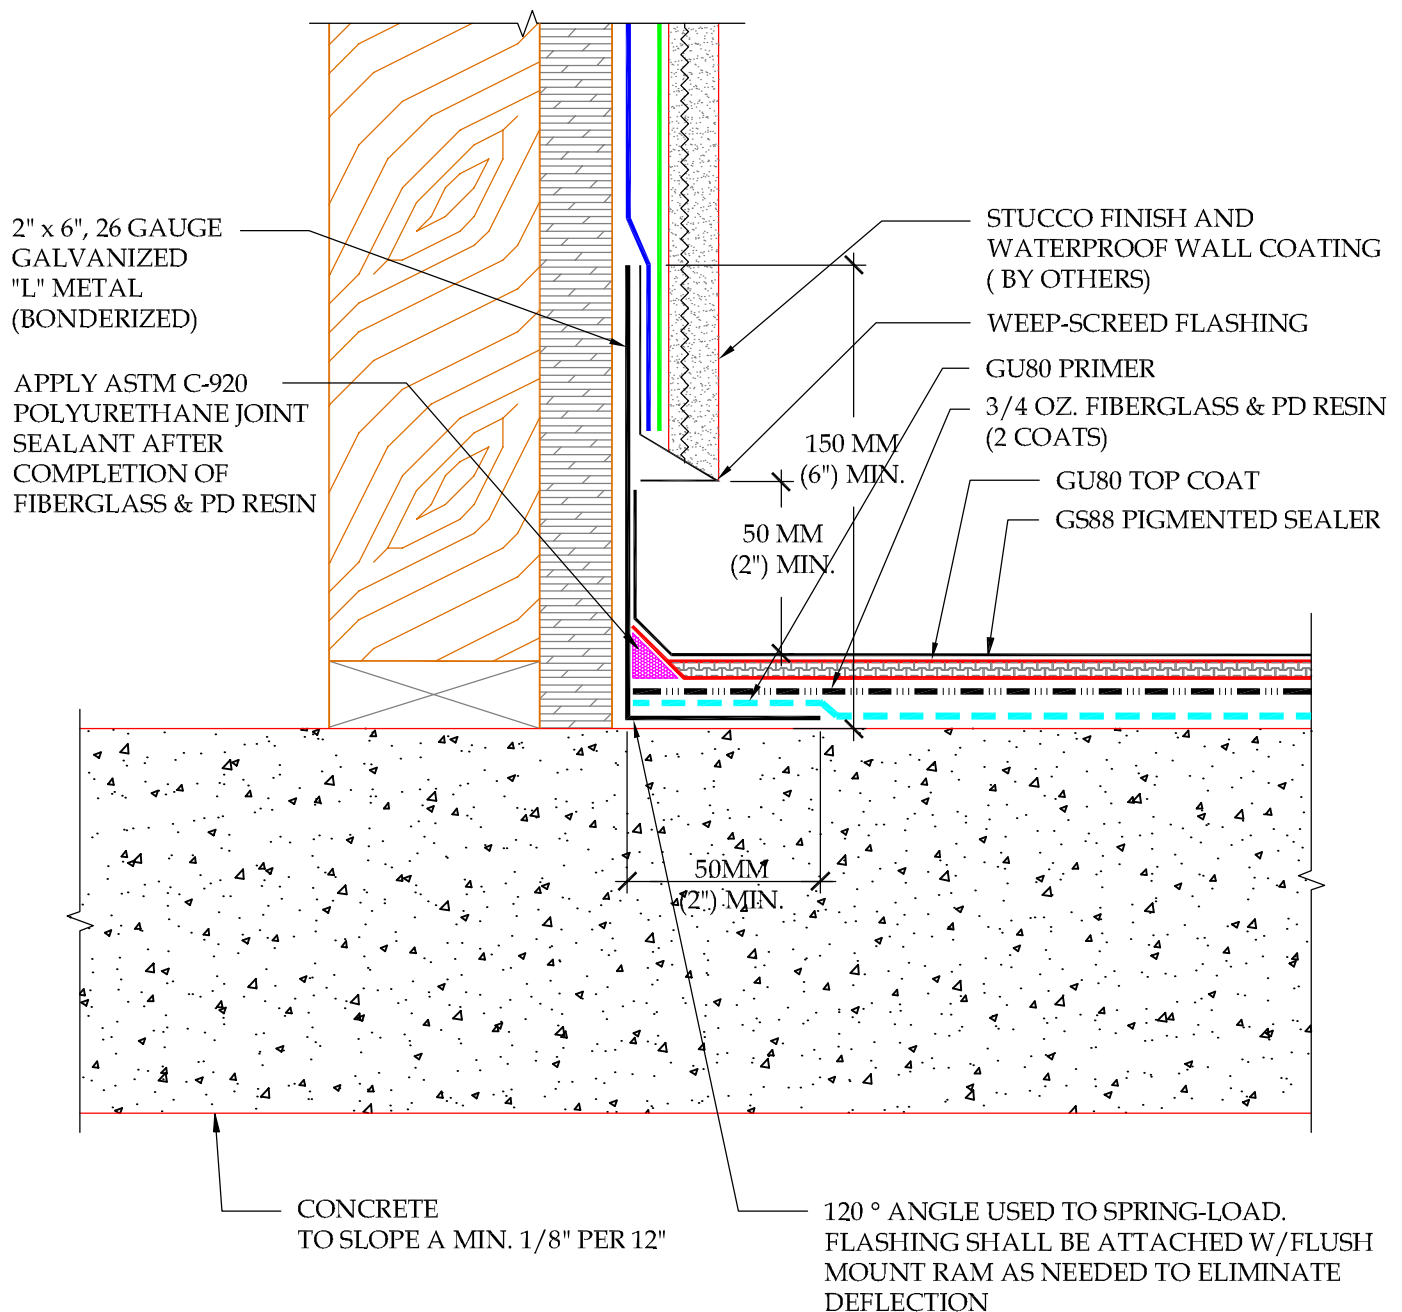 2" x 6", 26 GAUGE
GALVANIZED
"L" METAL
(BONDERIZED)
APPLY ASTM C-920
POLYURETHANE JOINT
SEALANT AFTER
COMPLETION OF
FIBERGLASS & PD RESIN
STUCCO FINISH AND
WATERPROOF WALL COATING
( BY OTHERS)
WEEP-SCREED FLASHING
GU80 PRIMER
3/4 OZ. FIBERGLASS & PD RESIN
(2 COATS)
GU80 TOP COAT
GS88 PIGMENTED SEALER
150 MM
(6") MIN.
50 MM
(2") MIN.
50MM
(2") MIN.
CONCRETE
TO SLOPE A MIN. 1/8" PER 12"
120 ° ANGLE USED TO SPRING-LOAD.
FLASHING SHALL BE ATTACHED W/FLUSH
MOUNT RAM AS NEEDED TO ELIMINATE
DEFLECTION